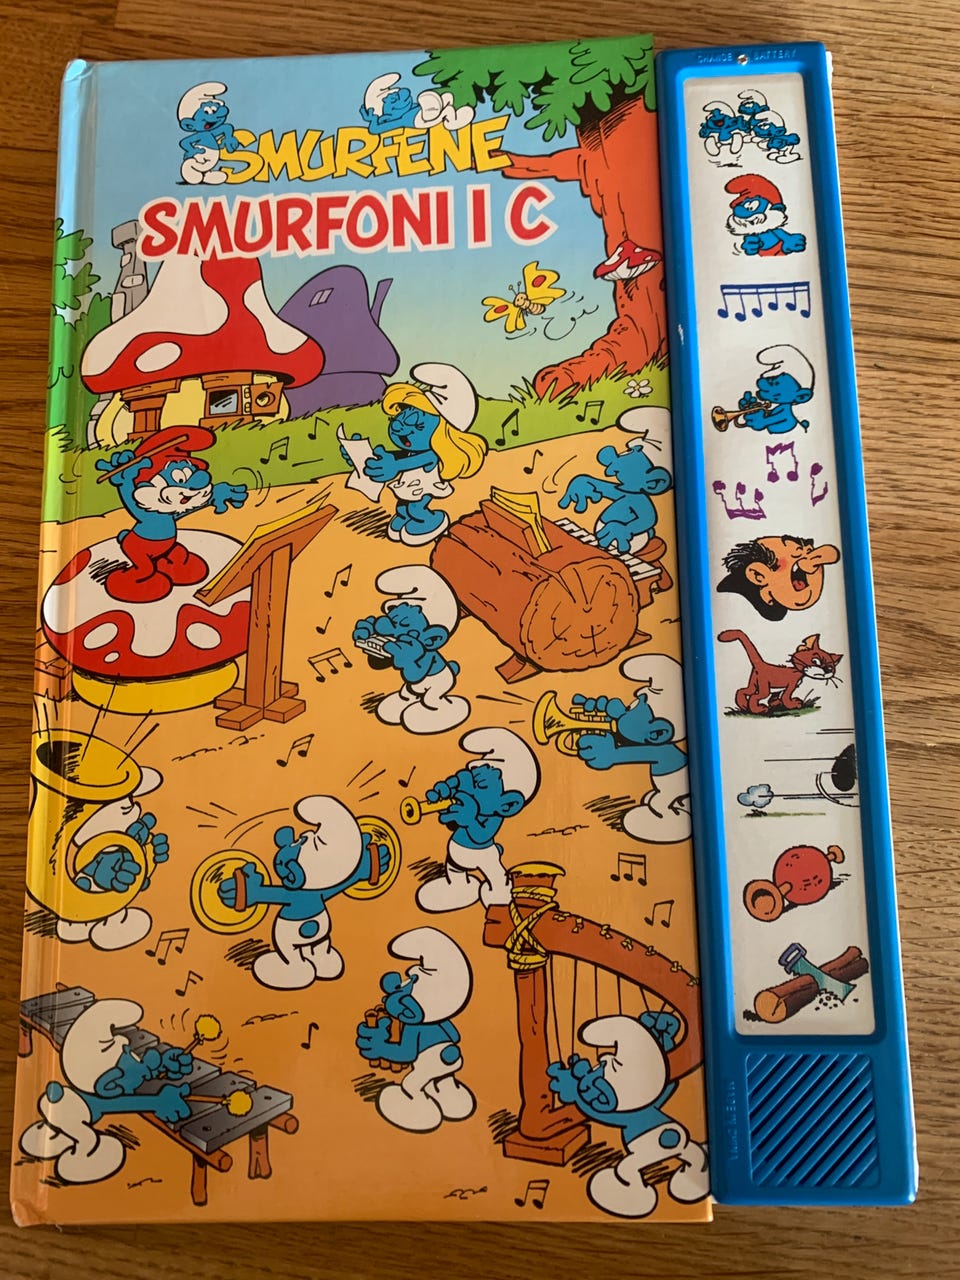 CHANGE BATTERY
SMURFENE
SMURFONI I C